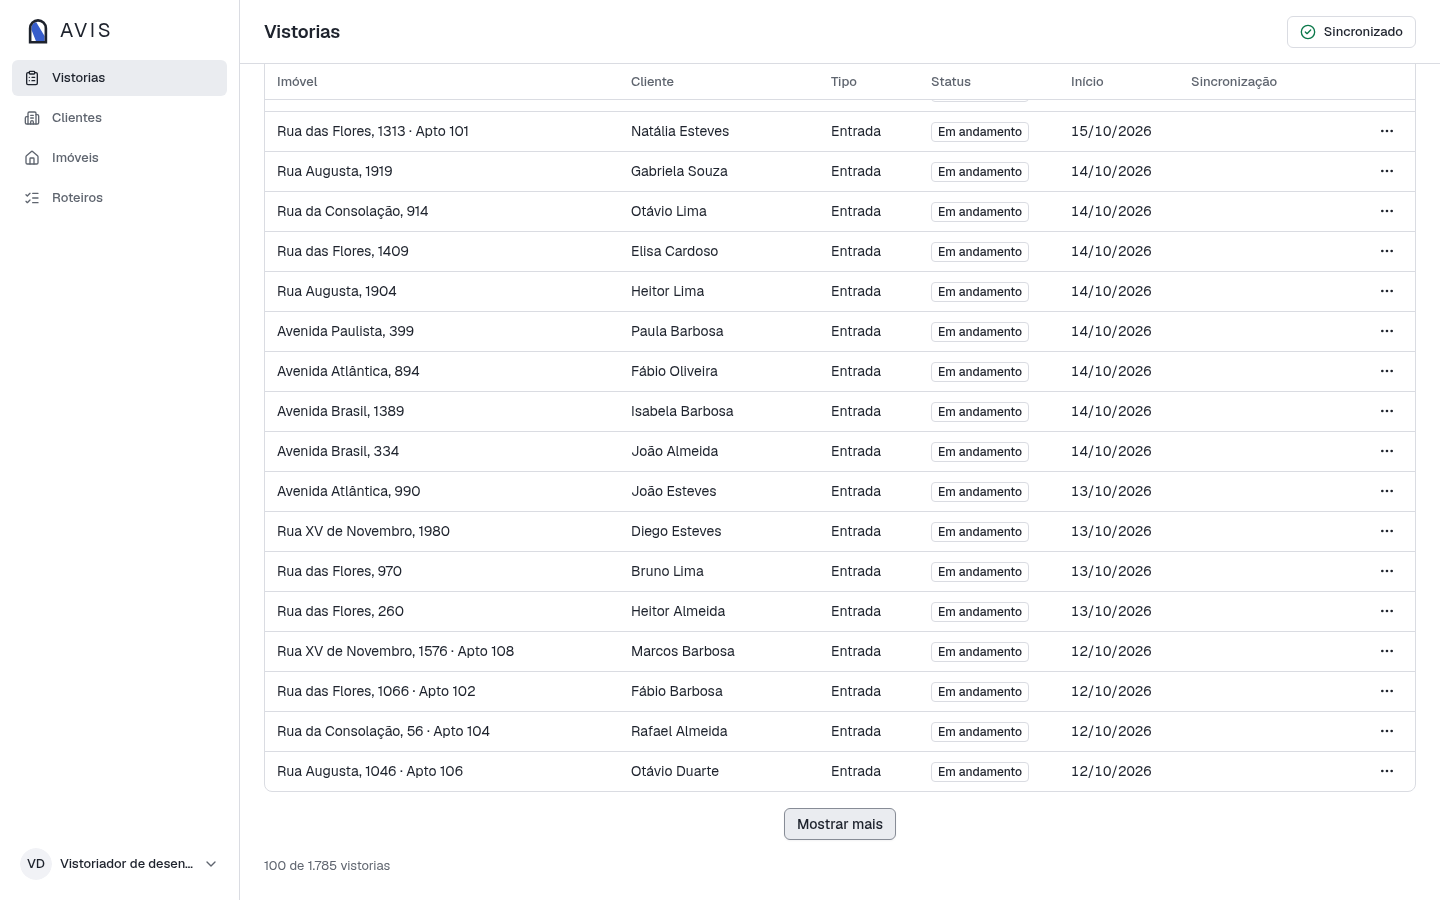 AVIS
Vistorias
Clientes
Imóveis
Roteiros
VD Vistoriador de desen...
Vistorias
Sincronizado
Imóvel Cliente Tipo Status Início Sincronização
Rua das Flores, 1313 · Apto 101 Natália Esteves Entrada Em andamento 15/10/2026
Rua Augusta, 1919 Gabriela Souza Entrada Em andamento 14/10/2026
Rua da Consolação, 914 Otávio Lima Entrada Em andamento 14/10/2026
Rua das Flores, 1409 Elisa Cardoso Entrada Em andamento 14/10/2026
Rua Augusta, 1904 Heitor Lima Entrada Em andamento 14/10/2026
Avenida Paulista, 399 Paula Barbosa Entrada Em andamento 14/10/2026
Avenida Atlântica, 894 Fábio Oliveira Entrada Em andamento 14/10/2026
Avenida Brasil, 1389 Isabela Barbosa Entrada Em andamento 14/10/2026
Avenida Brasil, 334 João Almeida Entrada Em andamento 14/10/2026
Avenida Atlântica, 990 João Esteves Entrada Em andamento 13/10/2026
Rua XV de Novembro, 1980 Diego Esteves Entrada Em andamento 13/10/2026
Rua das Flores, 970 Bruno Lima Entrada Em andamento 13/10/2026
Rua das Flores, 260 Heitor Almeida Entrada Em andamento 13/10/2026
Rua XV de Novembro, 1576 · Apto 108 Marcos Barbosa Entrada Em andamento 12/10/2026
Rua das Flores, 1066 · Apto 102 Fábio Barbosa Entrada Em andamento 12/10/2026
Rua da Consolação, 56 · Apto 104 Rafael Almeida Entrada Em andamento 12/10/2026
Rua Augusta, 1046 · Apto 106 Otávio Duarte Entrada Em andamento 12/10/2026
Mostrar mais
100 de 1.785 vistorias